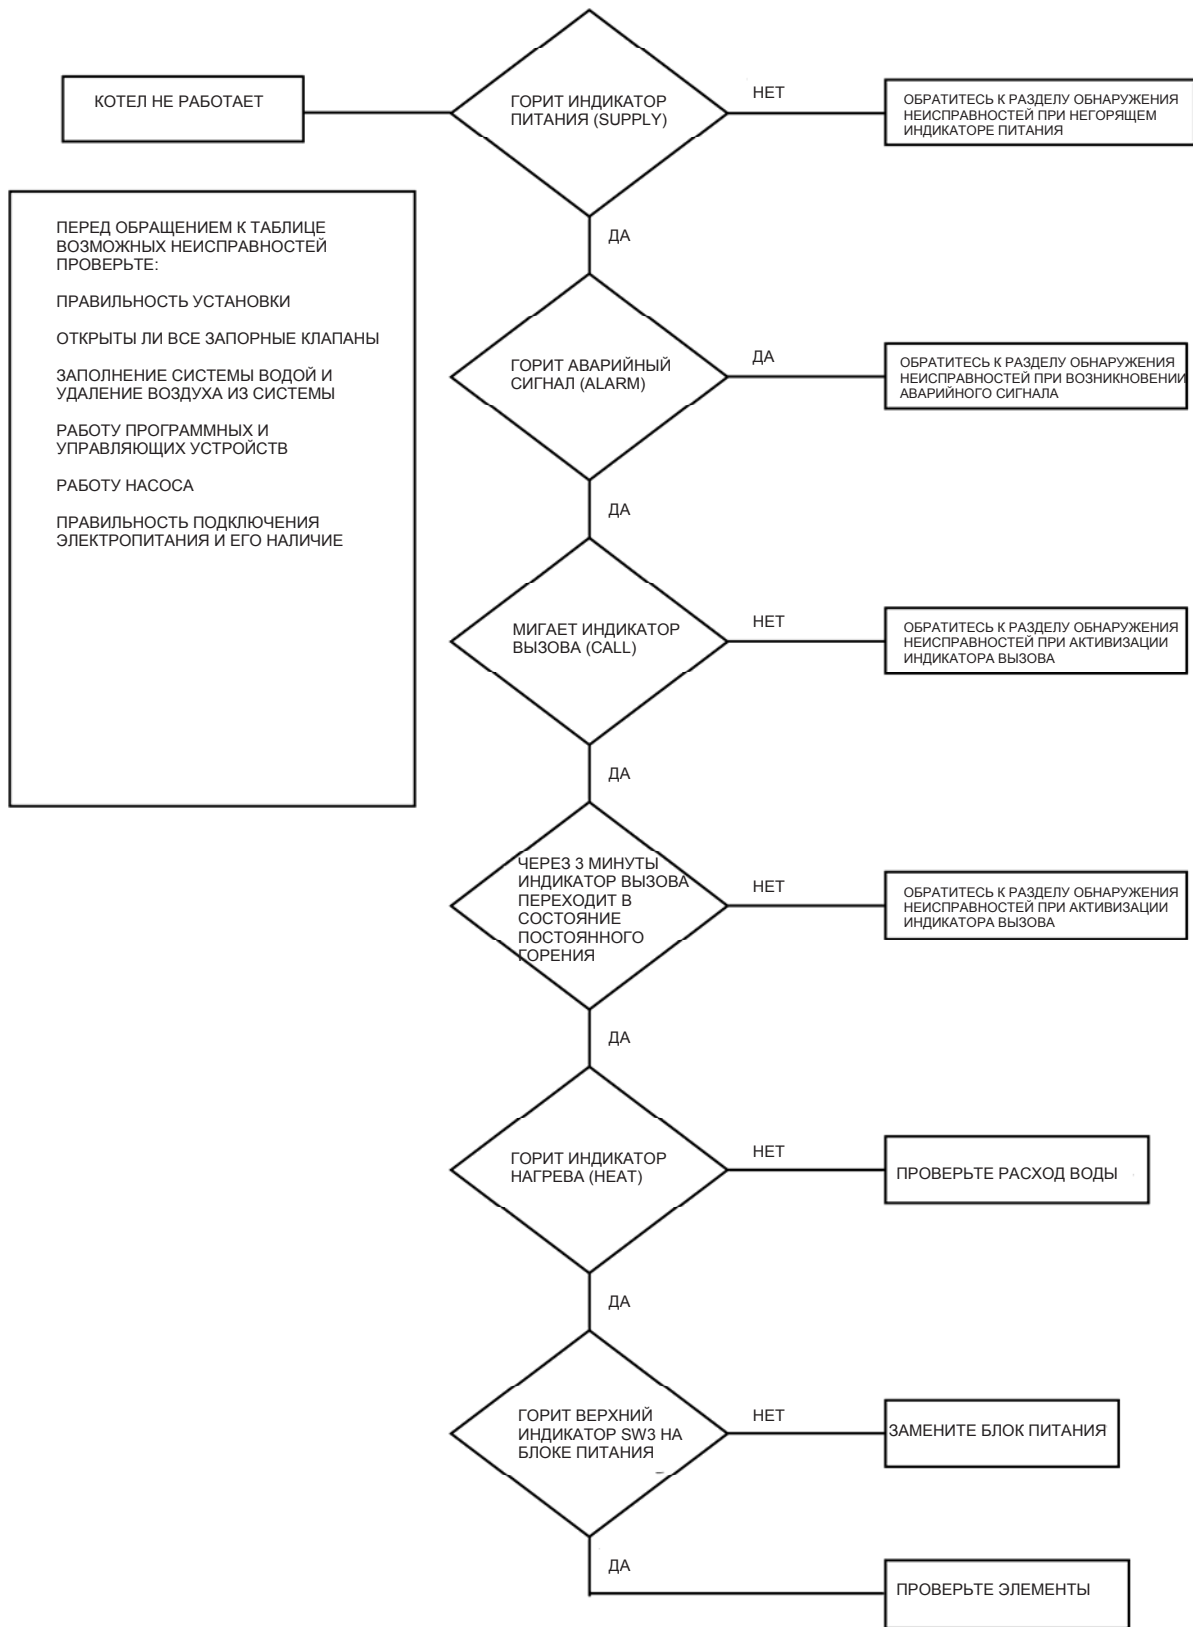 КОТЕЛ НЕ РАБОТАЕТ
ГОРИТ ИНДИКАТОР
ПИТАНИЯ (SUPPLY)
НЕТ
ОБРАТИТЕСЬ К РАЗДЕЛУ ОБНАРУЖЕНИЯ
НЕИСПРАВНОСТЕЙ ПРИ НЕГОРЯЩЕМ
ИНДИКАТОРЕ ПИТАНИЯ
ДА
ПЕРЕД ОБРАЩЕНИЕМ К ТАБЛИЦЕ
ВОЗМОЖНЫХ НЕИСПРАВНОСТЕЙ
ПРОВЕРЬТЕ:
ПРАВИЛЬНОСТЬ УСТАНОВКИ
ОТКРЫТЫ ЛИ ВСЕ ЗАПОРНЫЕ КЛАПАНЫ
ЗАПОЛНЕНИЕ СИСТЕМЫ ВОДОЙ И
УДАЛЕНИЕ ВОЗДУХА ИЗ СИСТЕМЫ
РАБОТУ ПРОГРАММНЫХ И
УПРАВЛЯЮЩИХ УСТРОЙСТВ
РАБОТУ НАСОСА
ПРАВИЛЬНОСТЬ ПОДКЛЮЧЕНИЯ
ЭЛЕКТРОПИТАНИЯ И ЕГО НАЛИЧИЕ
ГОРИТ АВАРИЙНЫЙ
СИГНАЛ (ALARM)
ДА
ОБРАТИТЕСЬ К РАЗДЕЛУ ОБНАРУЖЕНИЯ
НЕИСПРАВНОСТЕЙ ПРИ ВОЗНИКНОВЕНИИ
АВАРИЙНОГО СИГНАЛА
ДА
МИГАЕТ ИНДИКАТОР
ВЫЗОВА (CALL)
НЕТ
ОБРАТИТЕСЬ К РАЗДЕЛУ ОБНАРУЖЕНИЯ
НЕИСПРАВНОСТЕЙ ПРИ АКТИВИЗАЦИИ
ИНДИКАТОРА ВЫЗОВА
ДА
ЧЕРЕЗ 3 МИНУТЫ
ИНДИКАТОР ВЫЗОВА
ПЕРЕХОДИТ В
СОСТОЯНИЕ
ПОСТОЯННОГО
ГОРЕНИЯ
НЕТ
ОБРАТИТЕСЬ К РАЗДЕЛУ ОБНАРУЖЕНИЯ
НЕИСПРАВНОСТЕЙ ПРИ АКТИВИЗАЦИИ
ИНДИКАТОРА ВЫЗОВА
ДА
ГОРИТ ИНДИКАТОР
НАГРЕВА (HEAT)
НЕТ
ПРОВЕРЬТЕ РАСХОД ВОДЫ
ДА
ГОРИТ ВЕРХНИЙ
ИНДИКАТОР SW3 НА
БЛОКЕ ПИТАНИЯ
НЕТ
ЗАМЕНИТЕ БЛОК ПИТАНИЯ
ДА
ПРОВЕРЬТЕ ЭЛЕМЕНТЫ